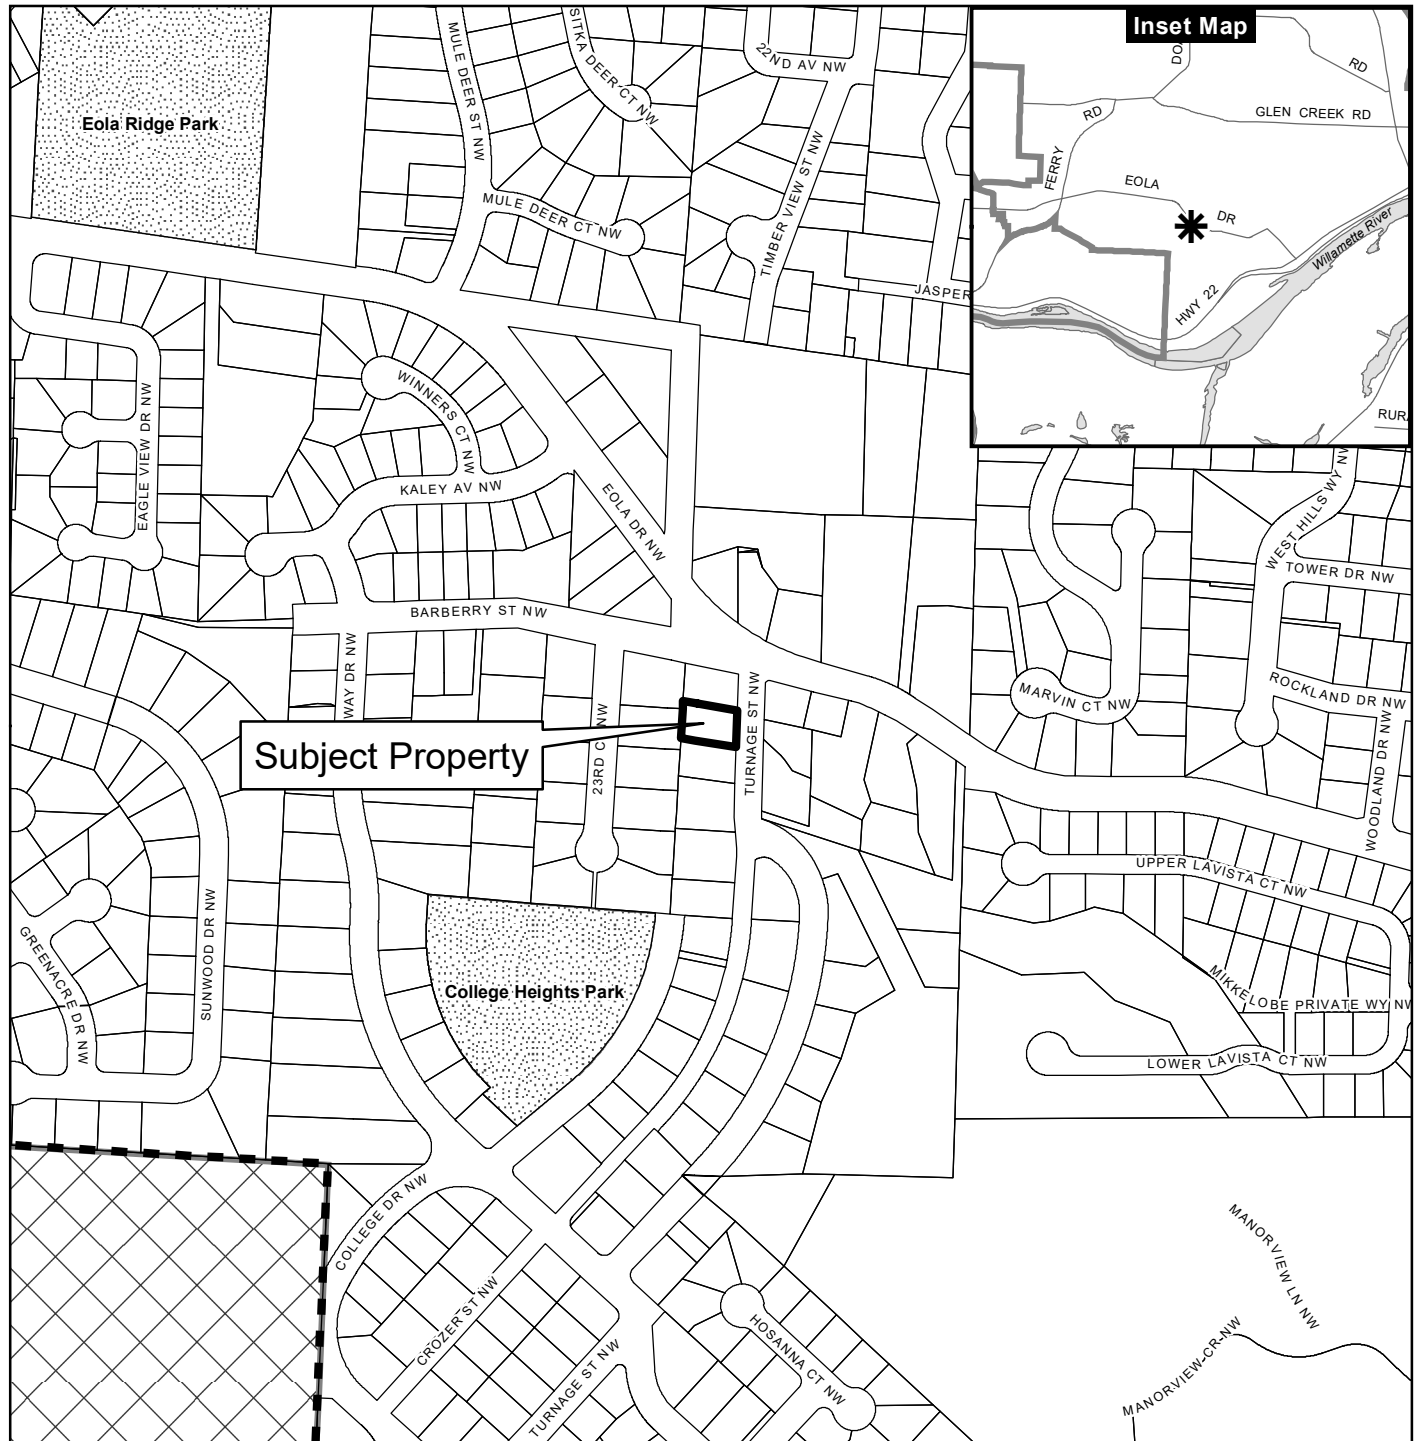 Inset Map
RD
RD
GLEN CREEK RD
FERRY
EOLA
DR
Willamette River
HWY 22
MULE DEER ST NW
SITKA DEER CT NW
22ND AV NW
Eola Ridge Park
TIMBER VIEW ST NW
MULE DEER CT NW
JASPER
EAGLE VIEW DR NW
WINNERS CT NW
KALEY AV NW
EOLA DR NW
WEST HILLS WY NW
TOWER DR NW
BARBERRY ST NW
WAY DR NW
MARVIN CT NW
ROCKLAND DR NW
Subject Property
23RD C NW
TURNAGE ST NW
WOODLAND DR NW
UPPER LAVISTA CT NW
SUNWOOD DR NW
GREENACRE DR NW
College Heights Park
MIKKELOBE PRIVATE WY NW
LOWER LAVISTA CT NW
COLLEGE DR NW
MANORVIEW LN NW
CROZER ST NW
TURNAGE ST NW
HOSANNA CT NW
MANORVIEW CR NW